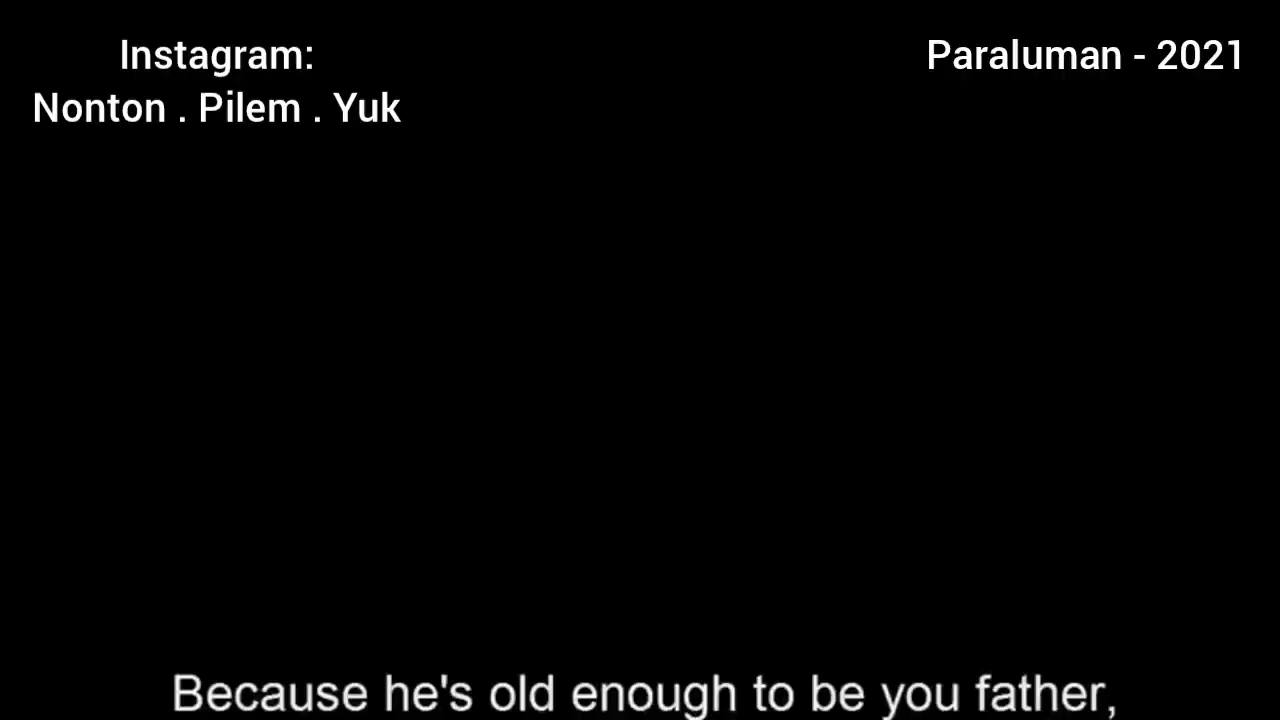 Instagram:
Nonton . Pilem . Yuk
Paraluman - 2021
Because he's old enough to be you father,